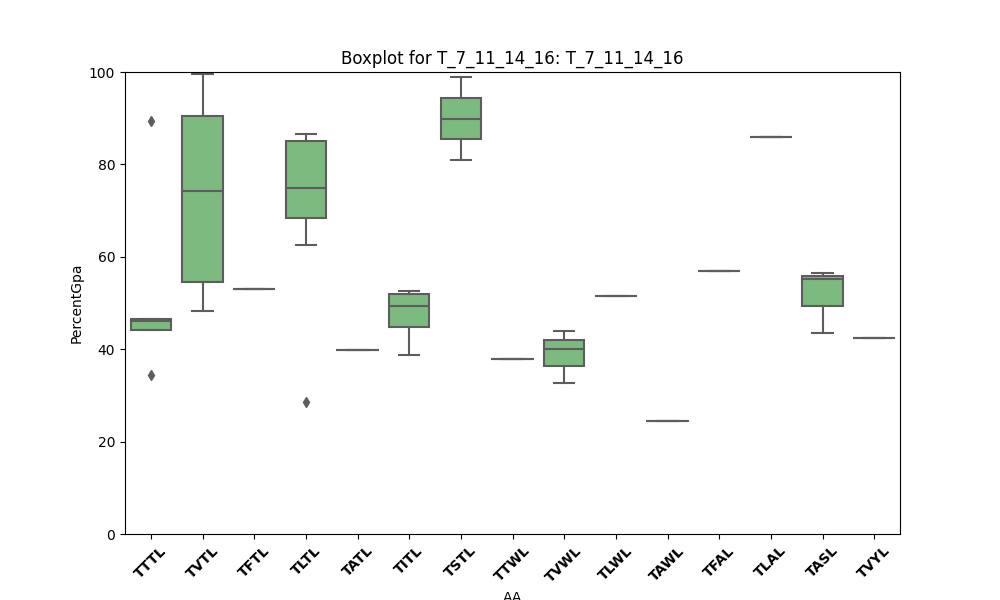 Boxplot for T_7_11_14_16: T_7_11_14_16
100
80
60
40
20
0
PercentGpa
TTTL
TVTL
TFTL
TLTL
TATL
TITL
TSTL
TTWL
TVWL
TLWL
TAWL
TFAL
TLAL
TASL
TVYL
AA